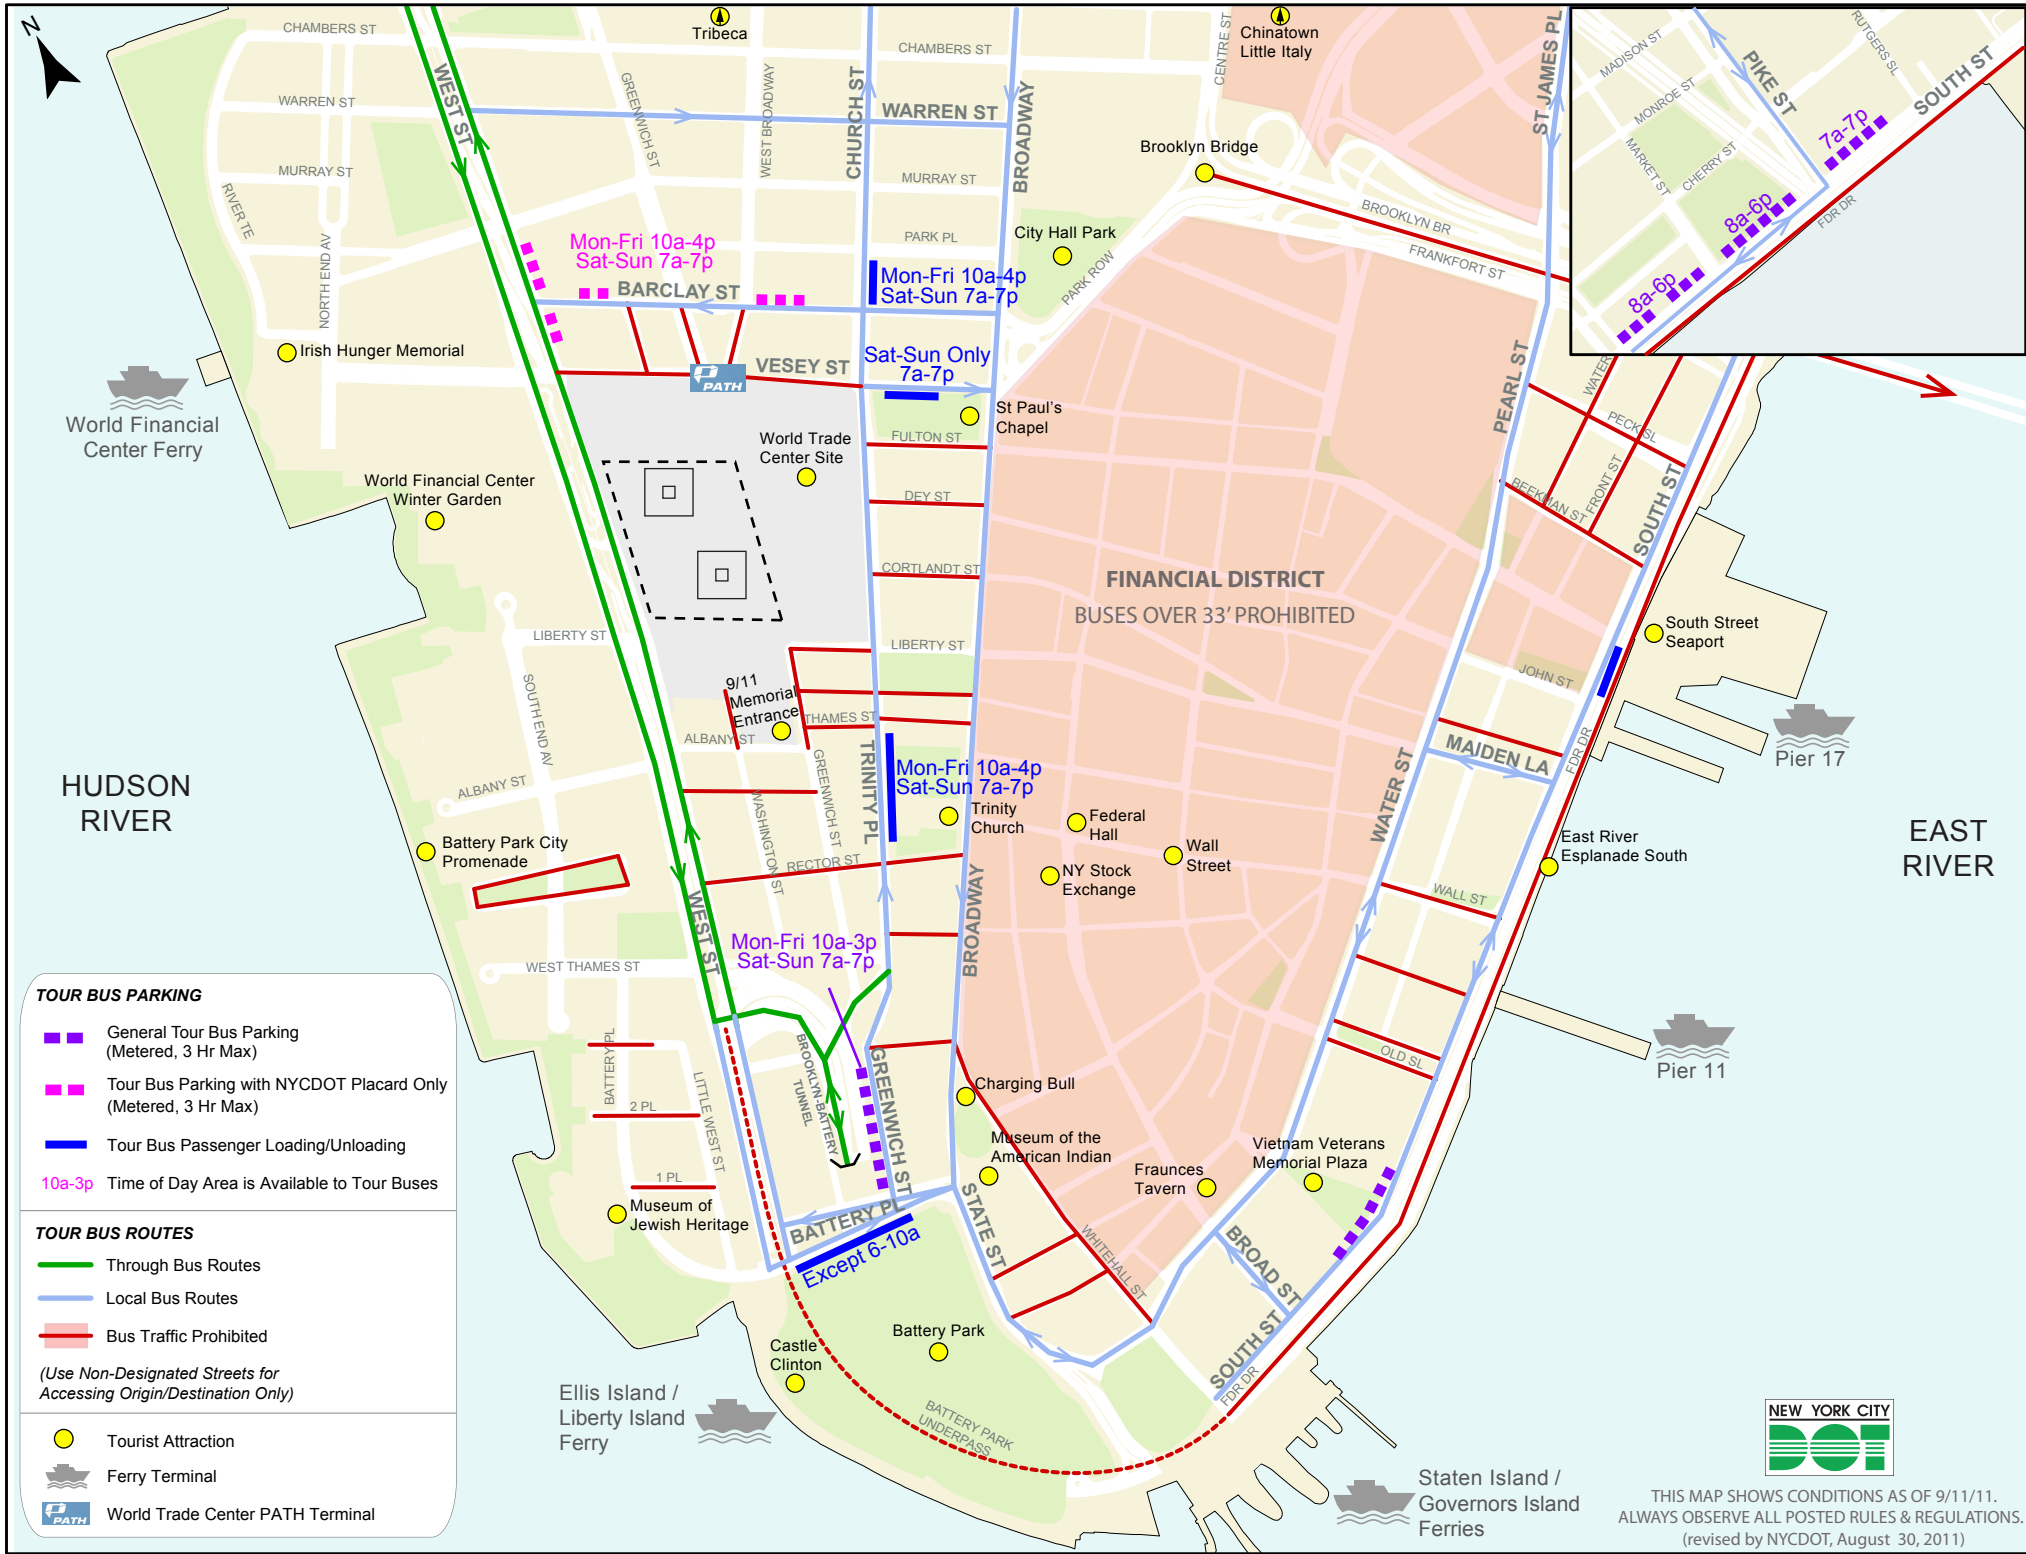 N
CHAMBERS ST
Tribeca
CHAMBERS ST
CENTRE ST
Chinatown
Little Italy
ST JAMES PL
MADISON ST
RUTGERS SL
PIKE ST
SOUTH ST
MONROE ST
7a-7p
MARKET ST
CHERRY ST
8a-6p
FDR DR
8a-6p
WEST ST
GREENWICH ST
WEST BROADWAY
CHURCH ST
WARREN ST
BROADWAY
WARREN ST
MURRAY ST
MURRAY ST
Brooklyn Bridge
BROOKLYN BR
FRANKFORT ST
RIVER TE
NORTH END AV
PARK PL
City Hall Park
PARK ROW
Mon-Fri 10a-4p
Sat-Sun 7a-7p
BARCLAY ST
Mon-Fri 10a-4p
Sat-Sun 7a-7p
Irish Hunger Memorial
Sat-Sun Only
7a-7p
VESEY ST
PATH
World Financial
Center Ferry
St Paul's
Chapel
FULTON ST
PEARL ST
WATER
PECK SL
FRONT ST
BEEKMAN ST
SOUTH ST
World Trade
Center Site
World Financial Center
Winter Garden
DEY ST
CORTLANDT ST
FINANCIAL DISTRICT
BUSES OVER 33' PROHIBITED
LIBERTY ST
LIBERTY ST
South Street
Seaport
JOHN ST
SOUTH END AV
9/11
Memorial
Entrance
THAMES ST
ALBANY ST
Pier 17
MAIDEN LA
FDR DR
HUDSON
RIVER
ALBANY ST
WASHINGTON ST
GREENWICH ST
TRINITY PL
Mon-Fri 10a-4p
Sat-Sun 7a-7p
Trinity
Church
Federal
Hall
Wall
Street
NY Stock
Exchange
WATER ST
East River
Esplanade South
EAST
RIVER
Battery Park City
Promenade
RECTOR ST
WALL ST
WEST ST
BROADWAY
Mon-Fri 10a-3p
Sat-Sun 7a-7p
WEST THAMES ST
BATTERY PL
LITTLE WEST ST
BROOKLYN-BATTERY
TUNNEL
GREENWICH ST
OLD SL
Pier 11
Charging Bull
2 PL
1 PL
Museum of the
American Indian
Vietnam Veterans
Memorial Plaza
Fraunces
Tavern
Museum of
Jewish Heritage
BATTERY PL
STATE ST
Except 6-10a
WHITEHALL ST
BROAD ST
SOUTH ST
FDR DR
Battery Park
Castle
Clinton
BATTERY PARK
UNDERPASS
Ellis Island /
Liberty Island
Ferry
Staten Island /
Governors Island
Ferries
TOUR BUS PARKING
General Tour Bus Parking
(Metered, 3 Hr Max)
Tour Bus Parking with NYCDOT Placard Only
(Metered, 3 Hr Max)
Tour Bus Passenger Loading/Unloading
10a-3p Time of Day Area is Available to Tour Buses
TOUR BUS ROUTES
Through Bus Routes
Local Bus Routes
Bus Traffic Prohibited
(Use Non-Designated Streets for
Accessing Origin/Destination Only)
Tourist Attraction
Ferry Terminal
PATH World Trade Center PATH Terminal
NEW YORK CITY
DOT
THIS MAP SHOWS CONDITIONS AS OF 9/11/11.
ALWAYS OBSERVE ALL POSTED RULES & REGULATIONS.
(revised by NYCDOT, August 30, 2011)